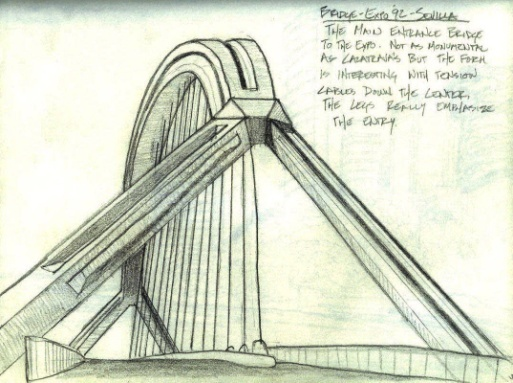 BRIDGE - EXPO '92 - SEVILLA
THE MAIN ENTRANCE BRIDGE
TO THE EXPO. NOT AS MONUMENTAL
AS CALATRAVA'S BUT THE FORM
IS INTERESTING WITH TENSION
CABLES DOWN THE CENTER.
THE LEGS REALLY EMPHASIZE
THE ENTRY.